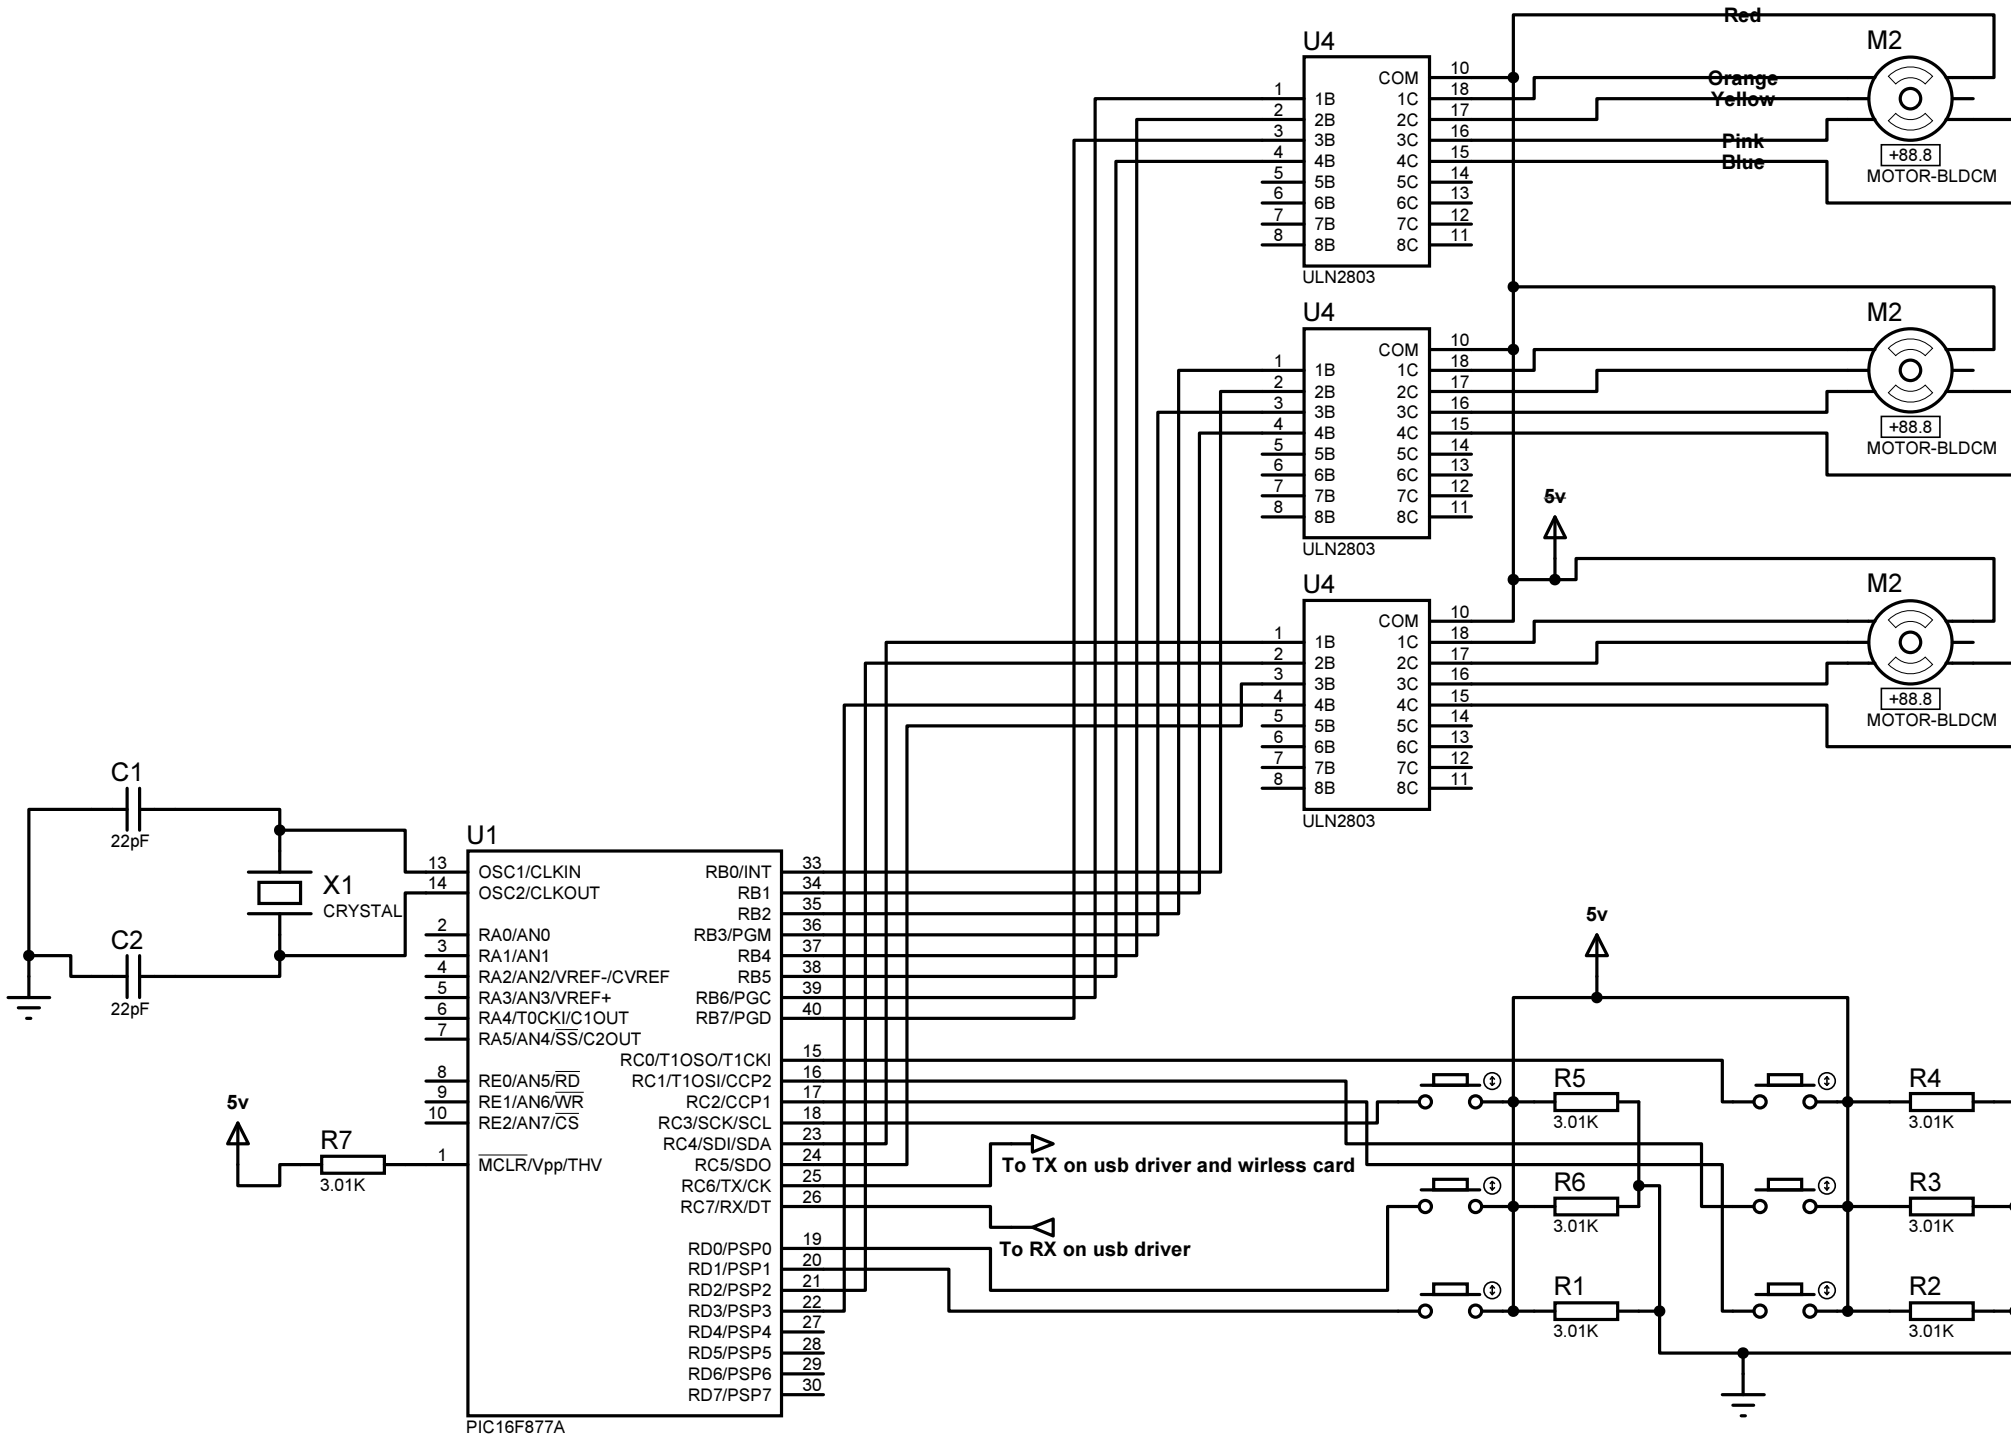 Red
U4
M2
COM 10
Orange
1 1B 1C 18
Yellow
2 2B 2C 17
3 3B 3C 16
Pink
4 4B 4C 15
Blue
5 5B 5C 14
6 6B 6C 13
7 7B 7C 12
8 8B 8C 11
ULN2803
+88.8
MOTOR-BLDCM
U4
M2
COM 10
1 1B 1C 18
2 2B 2C 17
3 3B 3C 16
4 4B 4C 15
5 5B 5C 14
6 6B 6C 13
7 7B 7C 12
8 8B 8C 11
ULN2803
+88.8
MOTOR-BLDCM
5v
U4
M2
COM 10
1 1B 1C 18
2 2B 2C 17
3 3B 3C 16
4 4B 4C 15
5 5B 5C 14
6 6B 6C 13
7 7B 7C 12
8 8B 8C 11
ULN2803
+88.8
MOTOR-BLDCM
C1
22pF
X1
CRYSTAL
C2
22pF
5v
R7
3.01K
U1
13 OSC1/CLKIN
14 OSC2/CLKOUT
2 RA0/AN0
3 RA1/AN1
4 RA2/AN2/VREF-/CVREF
5 RA3/AN3/VREF+
6 RA4/T0CKI/C1OUT
7 RA5/AN4/SS/C2OUT
8 RE0/AN5/RD
9 RE1/AN6/WR
10 RE2/AN7/CS
1 MCLR/Vpp/THV
RB0/INT 33
RB1 34
RB2 35
RB3/PGM 36
RB4 37
RB5 38
RB6/PGC 39
RB7/PGD 40
RC0/T1OSO/T1CKI 15
RC1/T1OSI/CCP2 16
RC2/CCP1 17
RC3/SCK/SCL 18
RC4/SDI/SDA 23
RC5/SDO 24
RC6/TX/CK 25
RC7/RX/DT 26
RD0/PSP0 19
RD1/PSP1 20
RD2/PSP2 21
RD3/PSP3 22
RD4/PSP4 27
RD5/PSP5 28
RD6/PSP6 29
RD7/PSP7 30
PIC16F877A
To TX on usb driver and wirless card
To RX on usb driver
5v
R5
3.01K
R4
3.01K
R6
3.01K
R3
3.01K
R1
3.01K
R2
3.01K